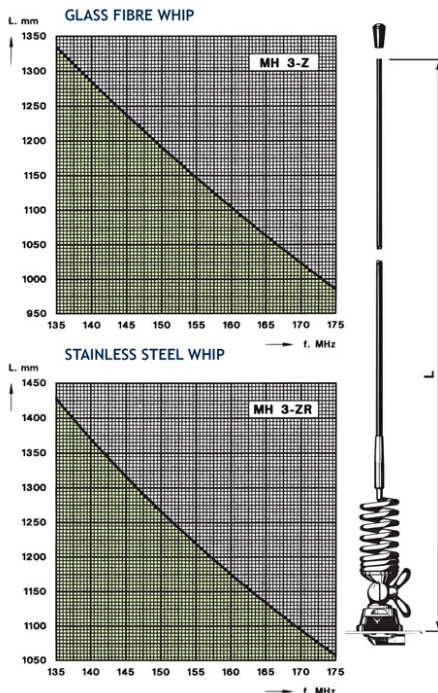 GLASS FIBRE WHIP
L. mm
1350
MH 3-Z
1300
1250
1200
1150
1100
1050
1000
950
135 140 145 150 155 160 165 170 175
f. MHz
STAINLESS STEEL WHIP
L. mm
1450
MH 3-ZR
1400
1350
1300
1250
1200
1150
1100
1050
135 140 145 150 155 160 165 170 175
f. MHz
L